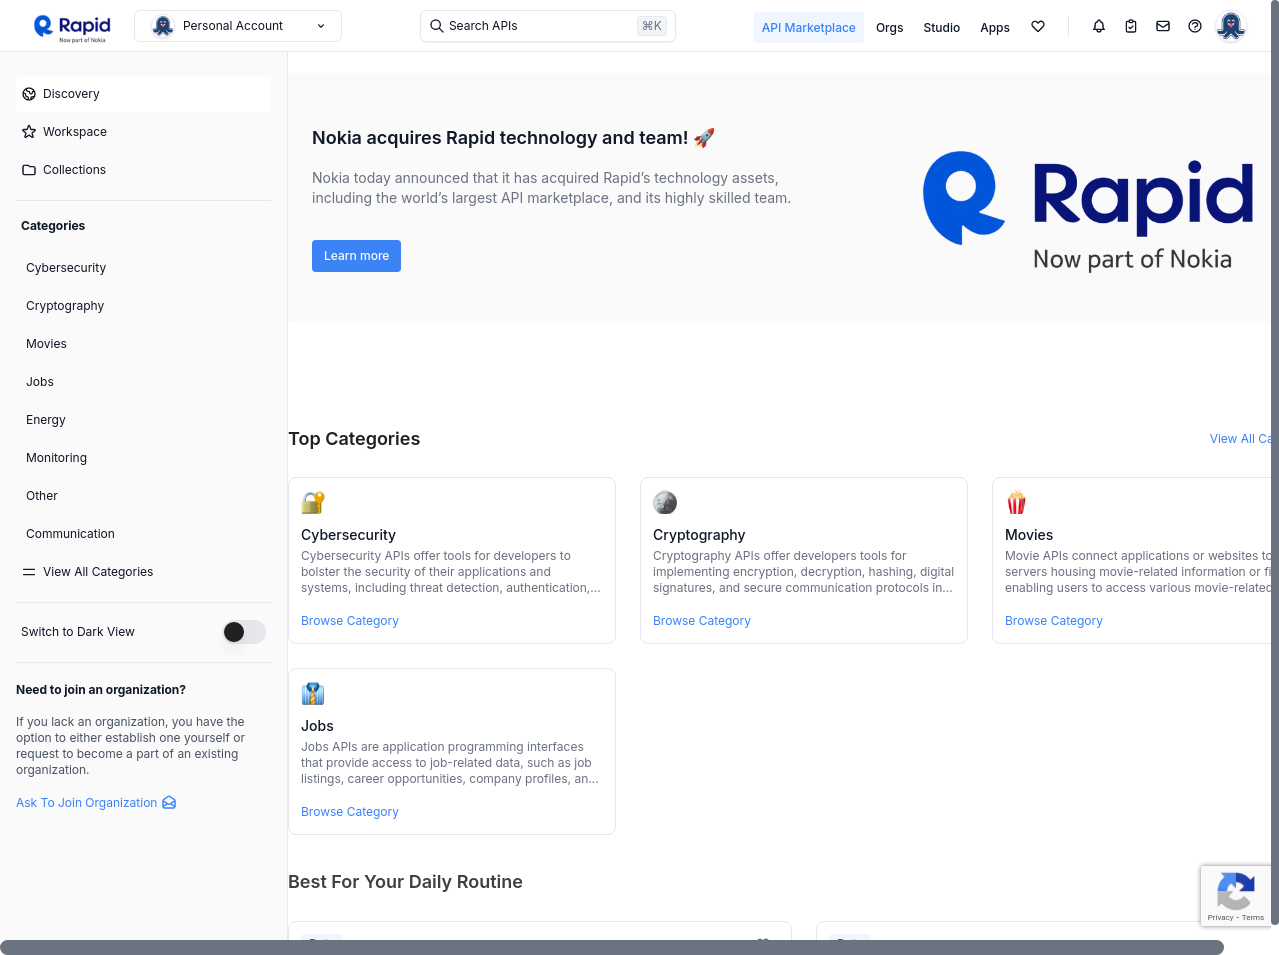 Rapid
Now part of Nokia
Personal Account
Search APIs
⌘K
API Marketplace
Orgs
Studio
Apps
Discovery
Workspace
Collections
Categories
Cybersecurity
Cryptography
Movies
Jobs
Energy
Monitoring
Other
Communication
View All Categories
Switch to Dark View
Need to join an organization?
If you lack an organization, you have the
option to either establish one yourself or
request to become a part of an existing
organization.
Ask To Join Organization
Nokia acquires Rapid technology and team! 🚀
Nokia today announced that it has acquired Rapid’s technology assets,
including the world’s largest API marketplace, and its highly skilled team.
Learn more
Rapid
Now part of Nokia
Top Categories
View All Ca
Cybersecurity
Cybersecurity APIs offer tools for developers to
bolster the security of their applications and
systems, including threat detection, authentication,...
Browse Category
Cryptography
Cryptography APIs offer developers tools for
implementing encryption, decryption, hashing, digital
signatures, and secure communication protocols in...
Browse Category
Movies
Movie APIs connect applications or websites to
servers housing movie-related information or fi
enabling users to access various movie-related
Browse Category
Jobs
Jobs APIs are application programming interfaces
that provide access to job-related data, such as job
listings, career opportunities, company profiles, an...
Browse Category
Best For Your Daily Routine
Privacy - Terms